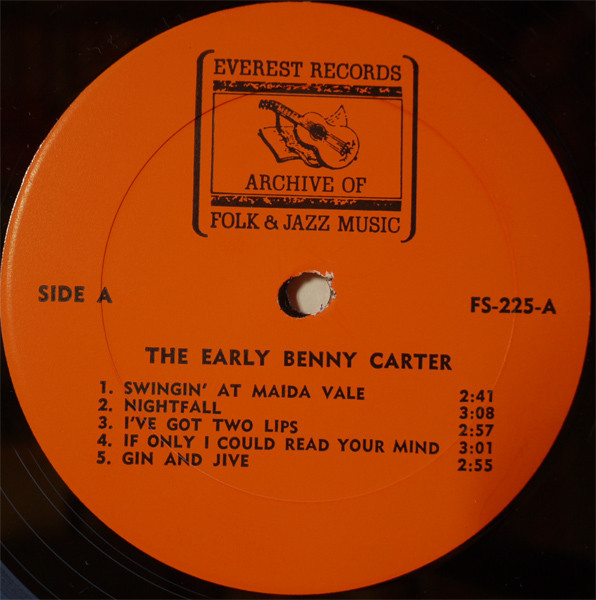 EVEREST RECORDS
ARCHIVE OF
FOLK & JAZZ MUSIC
SIDE A
FS-225-A
THE EARLY BENNY CARTER
1. SWINGIN' AT MAIDA VALE 2:41
2. NIGHTFALL 3:08
3. I'VE GOT TWO LIPS 2:57
4. IF ONLY I COULD READ YOUR MIND 3:01
5. GIN AND JIVE 2:55